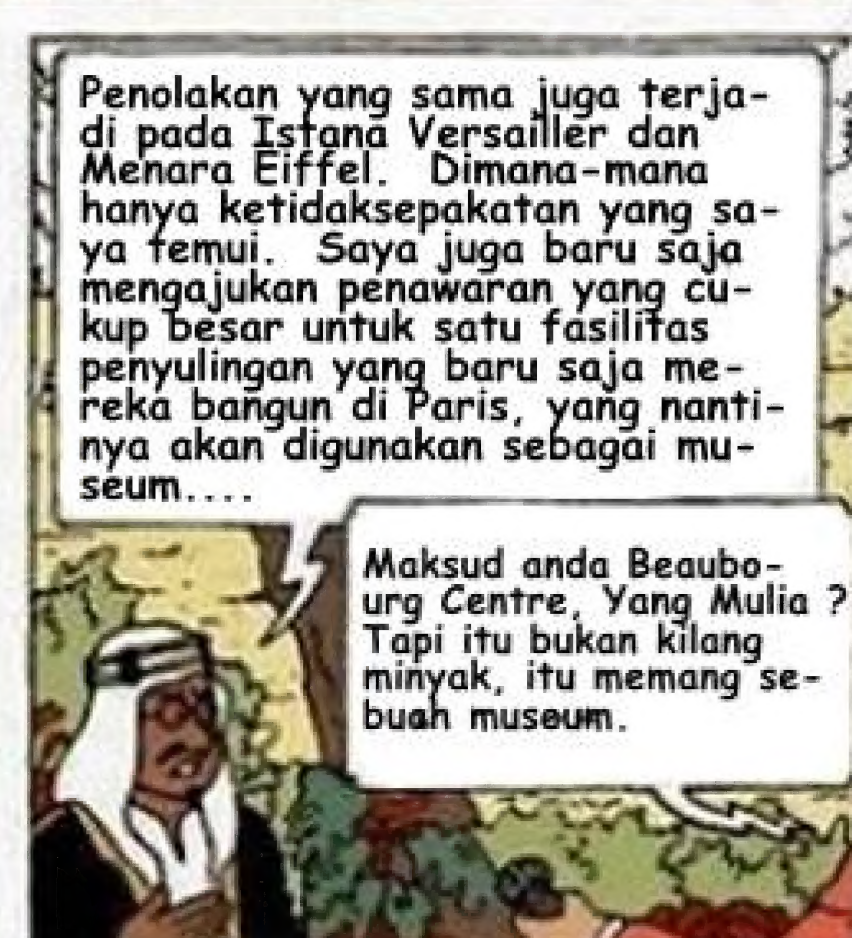 Penolakan yang sama juga terja-
di pada Istana Versailler dan
Menara Eiffel. Dimana-mana
hanya ketidaksepakatan yang sa-
ya temui. Saya juga baru saja
mengajukan penawaran yang cu-
kup besar untuk satu fasilitas
penyulingan yang baru saja me-
reka bangun di Paris, yang nanti-
nya akan digunakan sebagai mu-
seum....
Maksud anda Beaubo-
urg Centre, Yang Mulia ?
Tapi itu bukan kilang
minyak, itu memang se-
buah museum.